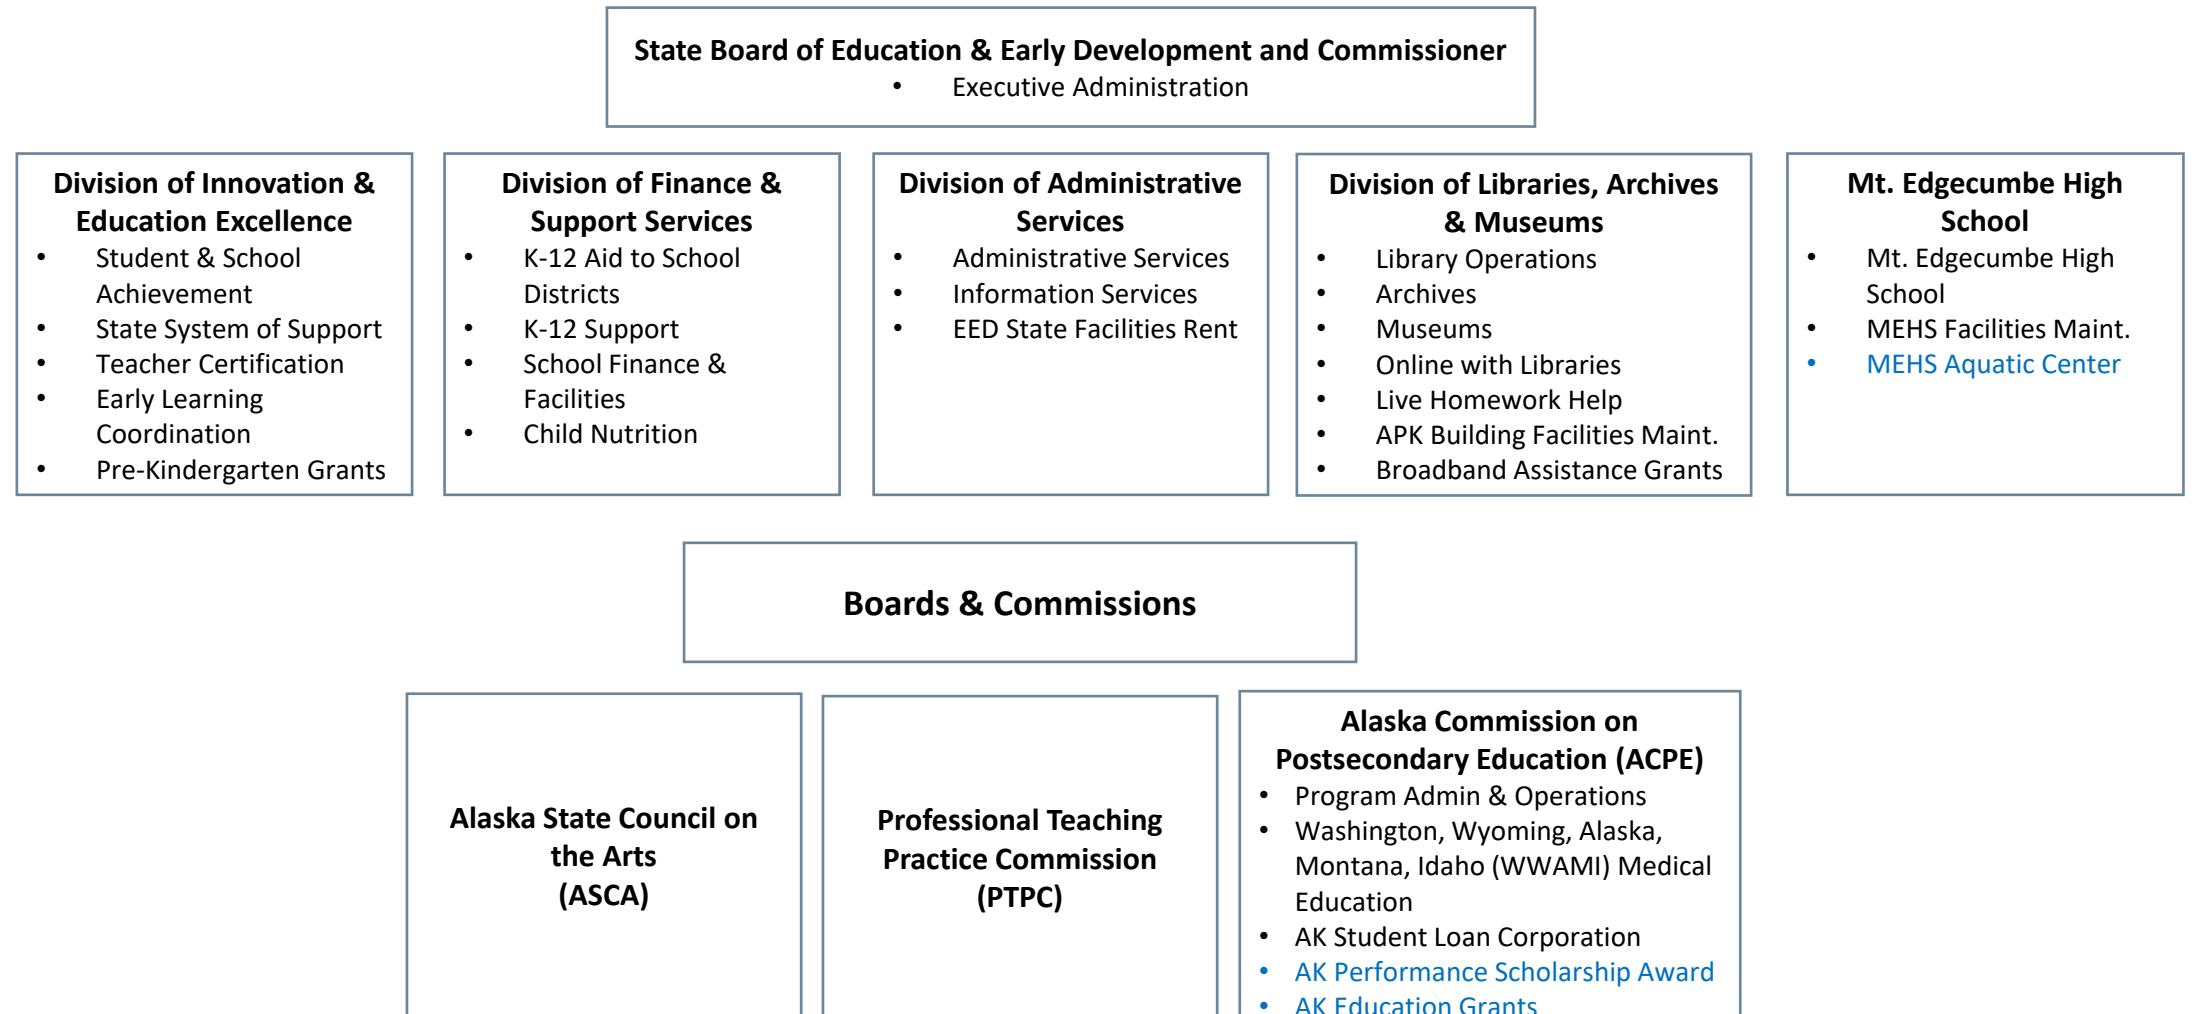 State Board of Education & Early Development and Commissioner
• Executive Administration
Division of Innovation &
Education Excellence
• Student & School
Achievement
• State System of Support
• Teacher Certification
• Early Learning
Coordination
• Pre-Kindergarten Grants
Division of Finance &
Support Services
• K-12 Aid to School
Districts
• K-12 Support
• School Finance &
Facilities
• Child Nutrition
Division of Administrative
Services
• Administrative Services
• Information Services
• EED State Facilities Rent
Division of Libraries, Archives
& Museums
• Library Operations
• Archives
• Museums
• Online with Libraries
• Live Homework Help
• APK Building Facilities Maint.
• Broadband Assistance Grants
Mt. Edgecumbe High
School
• Mt. Edgecumbe High
School
• MEHS Facilities Maint.
• MEHS Aquatic Center
Boards & Commissions
Alaska State Council on
the Arts
(ASCA)
Professional Teaching
Practice Commission
(PTPC)
Alaska Commission on
Postsecondary Education (ACPE)
• Program Admin & Operations
• Washington, Wyoming, Alaska,
Montana, Idaho (WWAMI) Medical
Education
• AK Student Loan Corporation
• AK Performance Scholarship Award
• AK Education Grants